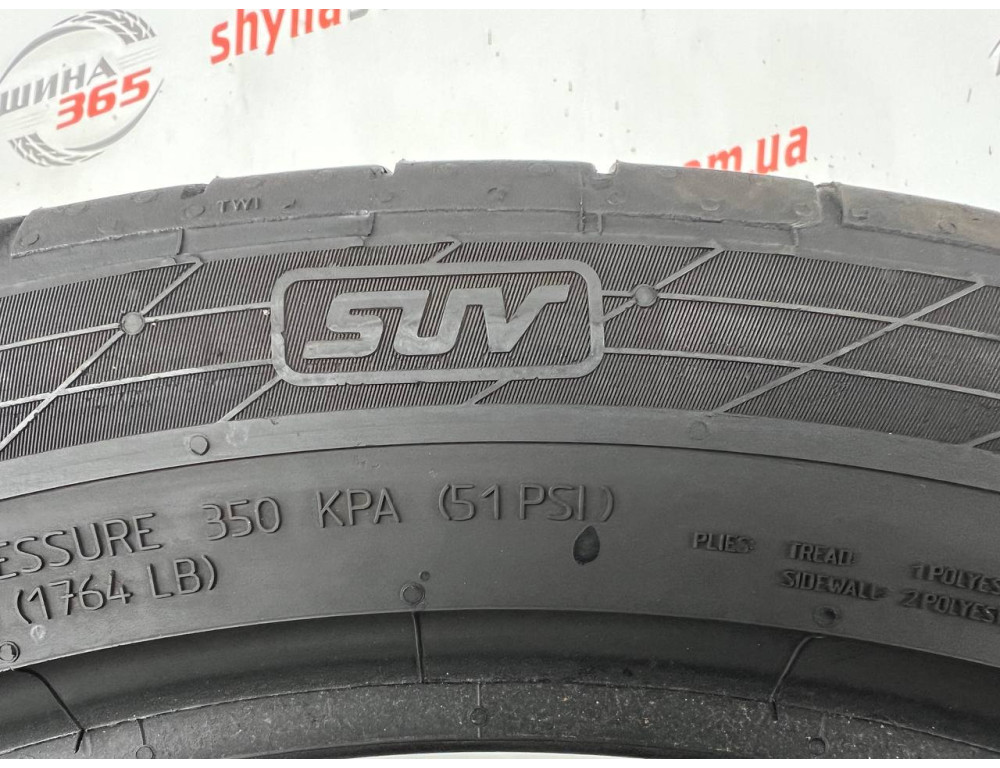 ШИНА
365
shyna
.com.ua
TWI
SUV
ESSURE 350 KPA (51 PSI)
(1764 LB)
PLIES: TREAD: 1 POLYES
SIDEWALL: 2 POLYEST